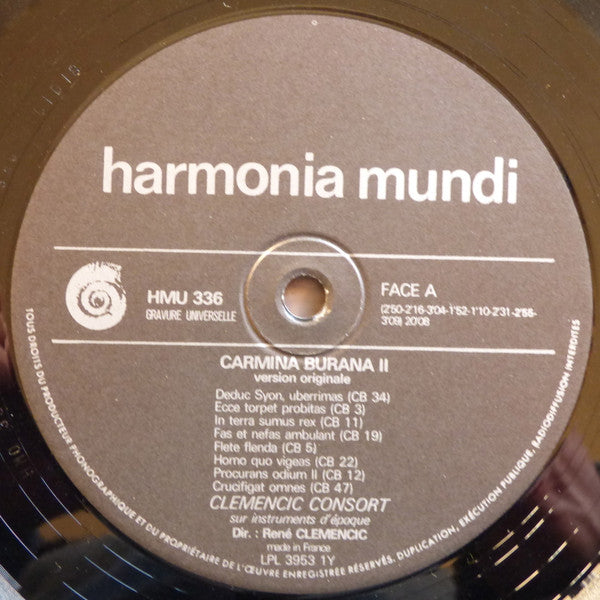 harmonia mundi
HMU 336
GRAVURE UNIVERSELLE
FACE A
(2'50-2'16-3'04-1'52-1'10-2'31-2'56-
3'09) 20'08
CARMINA BURANA II
version originale
Deduc Syon, uberrimas (CB 34)
Ecce torpet probitas (CB 3)
In terra sumus rex (CB 11)
Fas et nefas ambulant (CB 19)
Flete flenda (CB 5)
Homo quo vigeas (CB 22)
Procurans odium II (CB 12)
Crucifigat omnes (CB 47)
CLEMENCIC CONSORT
sur instruments d'époque
Dir. : René CLEMENCIC
made in France
LPL 3953 1Y
TOUS DROITS DU PRODUCTEUR PHONOGRAPHIQUE ET DU PROPRIÉTAIRE DE L'ŒUVRE ENREGISTRÉE RÉSERVÉS. DUPLICATION, EXÉCUTION PUBLIQUE, RADIODIFFUSION INTERDITES